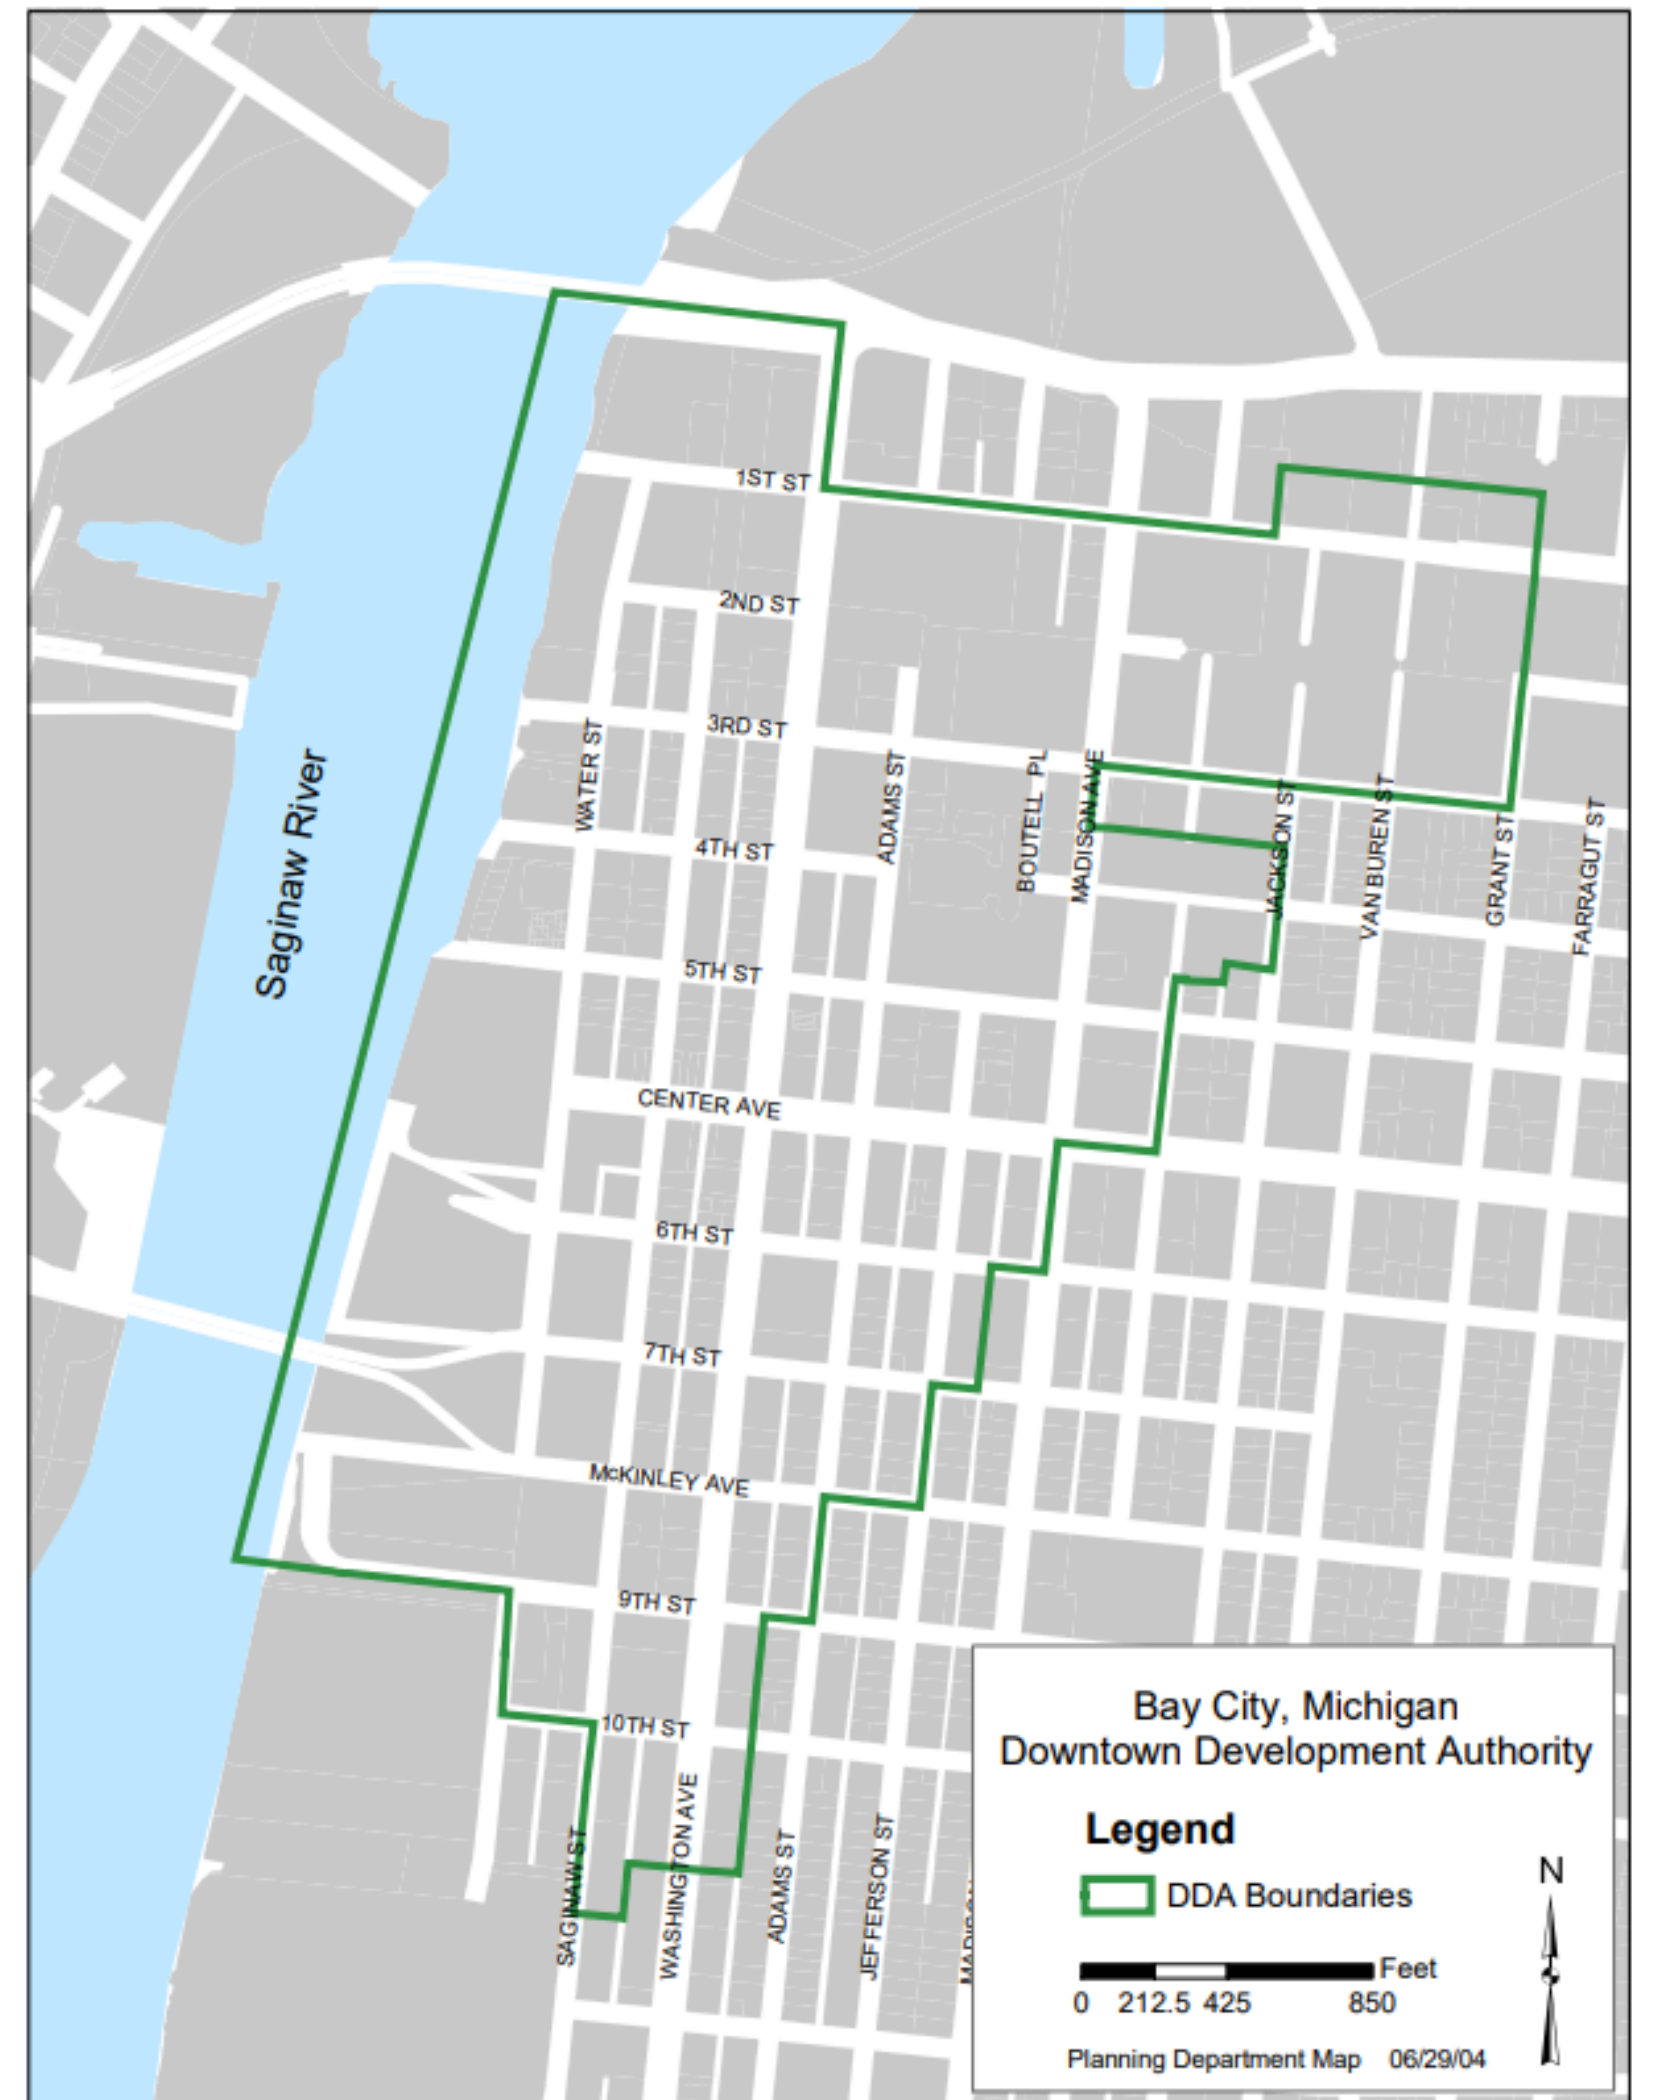 1ST ST
2ND ST
3RD ST
WATER ST
ADAMS ST
BOUTELL PL
MADISON AVE
JACKSON ST
VAN BUREN ST
GRANT ST
FARRAGUT ST
Saginaw River
4TH ST
5TH ST
CENTER AVE
6TH ST
7TH ST
McKINLEY AVE
9TH ST
10TH ST
SAGINAW ST
WASHINGTON AVE
ADAMS ST
JEFFERSON ST
Bay City, Michigan
Downtown Development Authority
Legend
DDA Boundaries
N
Feet
0 212.5 425 850
Planning Department Map 06/29/04